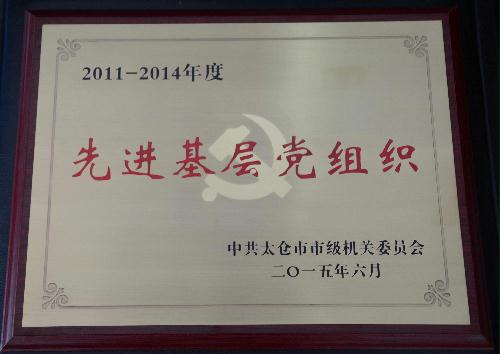 2011-2014年度
先进基层党组织
中共太仓市市级机关委员会
二〇一五年六月